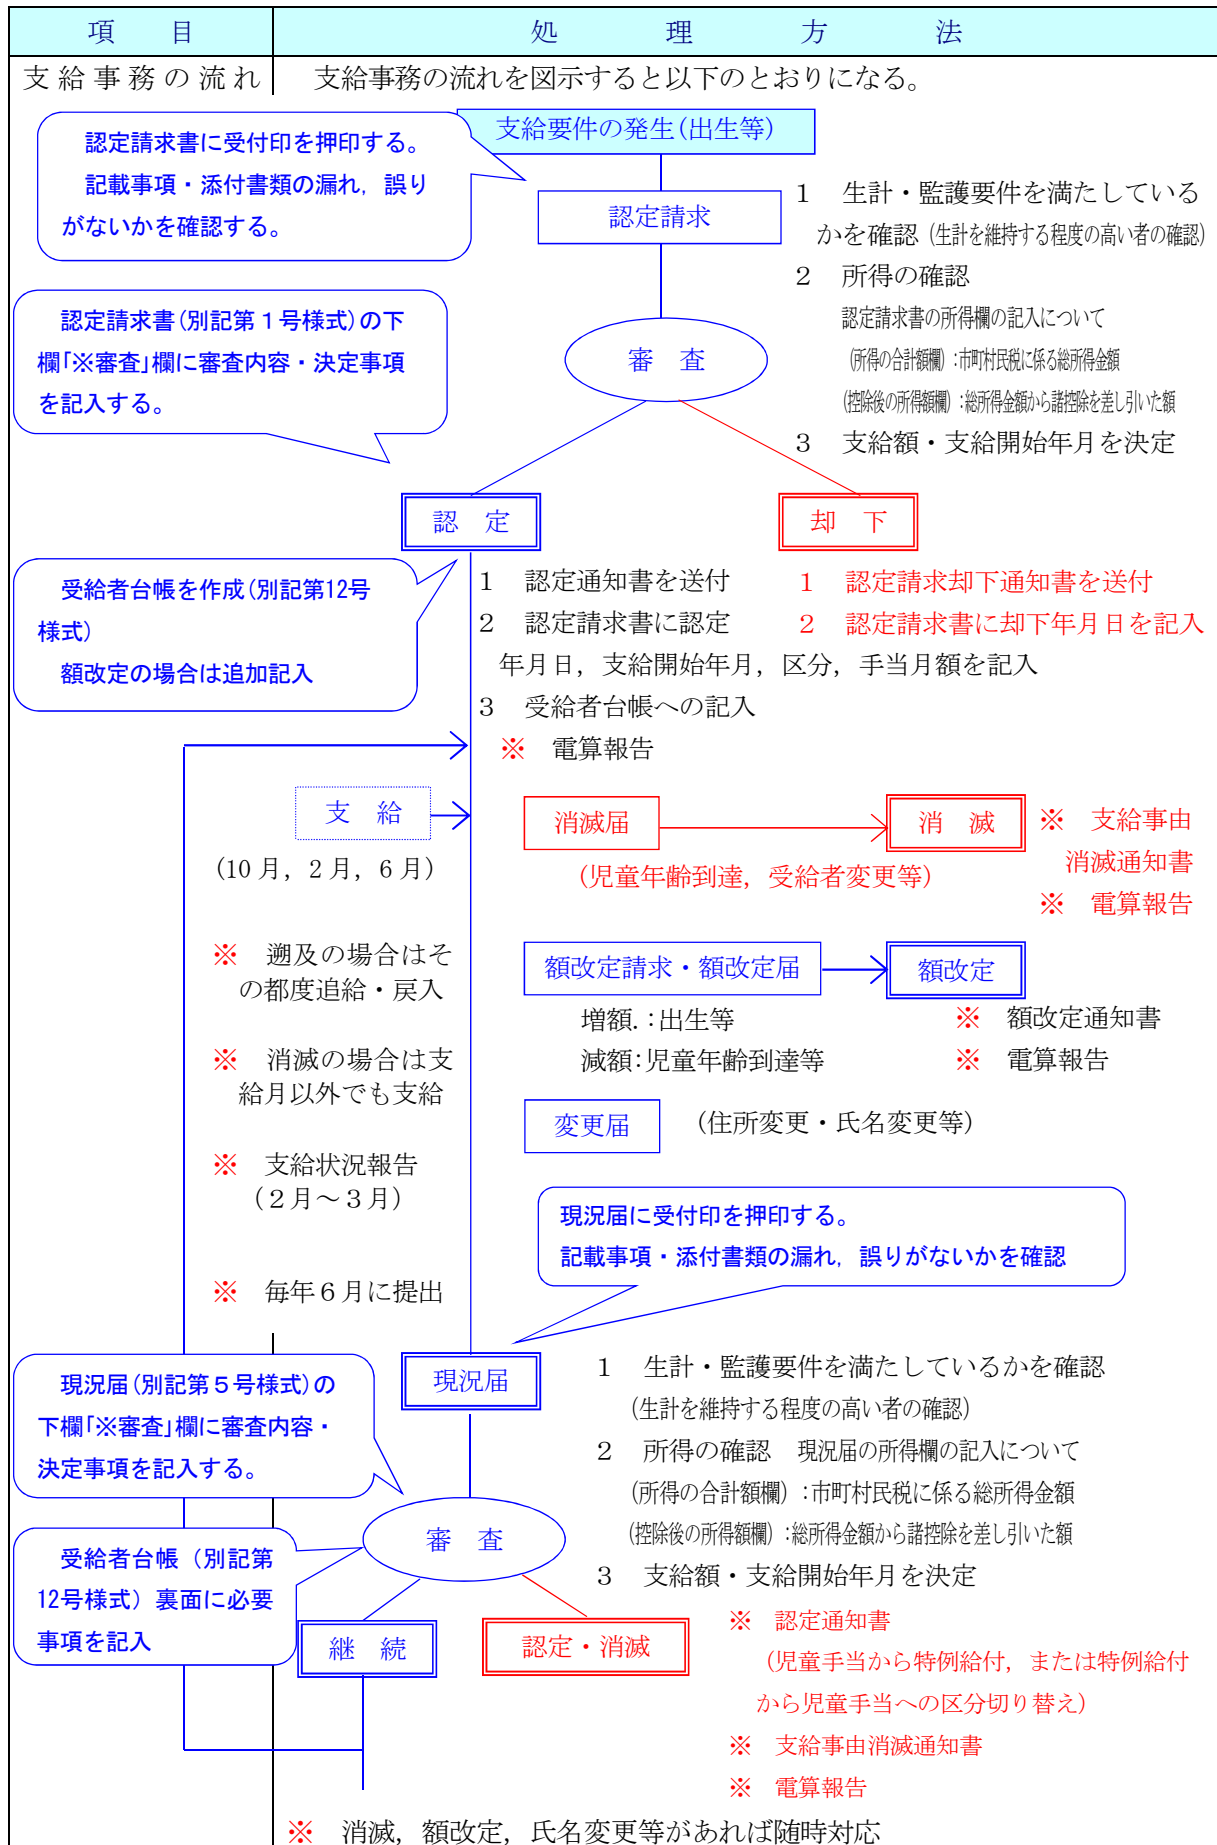 項　目
処　理　方　法
支給事務の流れ
支給事務の流れを図示すると以下のとおりになる。
支給要件の発生(出生等)
認定請求書に受付印を押印する。
記載事項・添付書類の漏れ，誤り
がないかを確認する。
認定請求
１　生計・監護要件を満たしている
かを確認（生計を維持する程度の高い者の確認）
２　所得の確認
認定請求書の所得欄の記入について
（所得の合計額欄）：市町村民税に係る総所得金額
（控除後の所得額欄）：総所得金額から諸控除を差し引いた額
３　支給額・支給開始年月を決定
認定請求書(別記第１号様式)の下
欄「※審査」欄に審査内容・決定事項
を記入する。
審　査
認　定
却　下
受給者台帳を作成(別記第12号
様式)
額改定の場合は追加記入
１　認定通知書を送付
２　認定請求書に認定
年月日，支給開始年月，区分，手当月額を記入
３　受給者台帳への記入
※　電算報告
１　認定請求却下通知書を送付
２　認定請求書に却下年月日を記入
支　給
（10月，２月，６月）
※　遡及の場合はそ
の都度追給・戻入
※　消滅の場合は支
給月以外でも支給
※　支給状況報告
（２月～３月）
※　毎年６月に提出
消滅届
消　滅
（児童年齢到達，受給者変更等）
※　支給事由
消滅通知書
※　電算報告
額改定請求・額改定届
額改定
増額.：出生等
減額：児童年齢到達等
※　額改定通知書
※　電算報告
変更届
（住所変更・氏名変更等）
現況届に受付印を押印する。
記載事項・添付書類の漏れ，誤りがないかを確認
現況届
現況届(別記第５号様式)の
下欄「※審査」欄に審査内容・
決定事項を記入する。
１　生計・監護要件を満たしているかを確認
（生計を維持する程度の高い者の確認）
２　所得の確認　現況届の所得欄の記入について
（所得の合計額欄）：市町村民税に係る総所得金額
（控除後の所得額欄）：総所得金額から諸控除を差し引いた額
３　支給額・支給開始年月を決定
審　査
受給者台帳（別記第
12号様式）裏面に必要
事項を記入
継　続
認定・消滅
※　認定通知書
（児童手当から特例給付，または特例給付
から児童手当への区分切り替え）
※　支給事由消滅通知書
※　電算報告
※　消滅，額改定，氏名変更等があれば随時対応